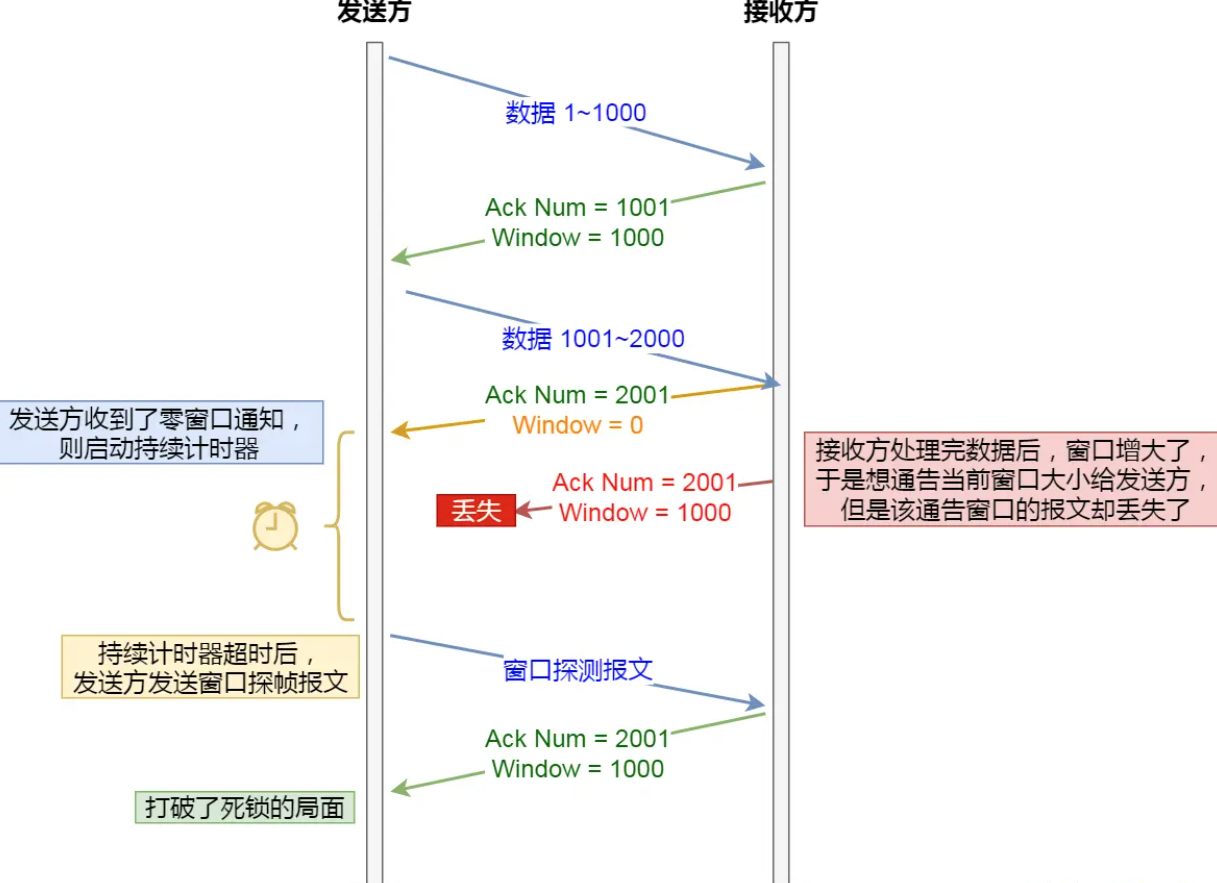 发送方
接收方
数据 1~1000
Ack Num = 1001
Window = 1000
数据 1001~2000
Ack Num = 2001
Window = 0
发送方收到了零窗口通知，
则启动持续计时器
Ack Num = 2001
Window = 1000
丢失
接收方处理完数据后，窗口增大了，
于是想通告当前窗口大小给发送方，
但是该通告窗口的报文却丢失了
持续计时器超时后，
发送方发送窗口探帧报文
窗口探测报文
Ack Num = 2001
Window = 1000
打破了死锁的局面